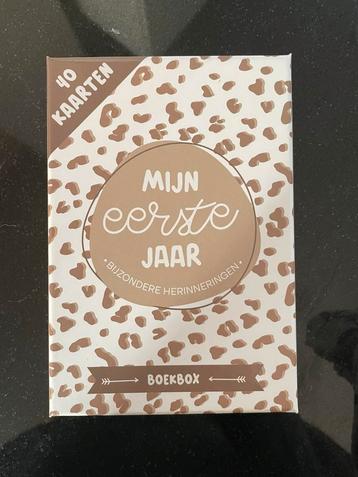 40
KAARTEN
MIJN
eerste
JAAR
• BIJZONDERE HERINNERINGEN •
BOEKBOX